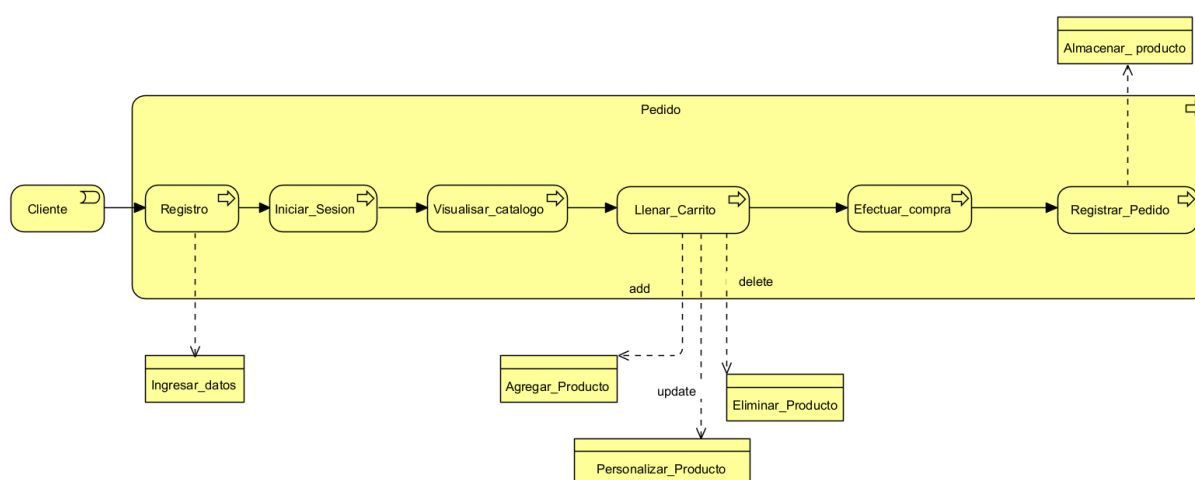 Almacenar_ producto
Pedido
Cliente
Registro
Iniciar_Sesion
Visualisar_catalogo
Llenar_Carrito
Efectuar_compra
Registrar_Pedido
add
delete
Ingresar_datos
Agregar_Producto
update
Eliminar_Producto
Personalizar_Producto